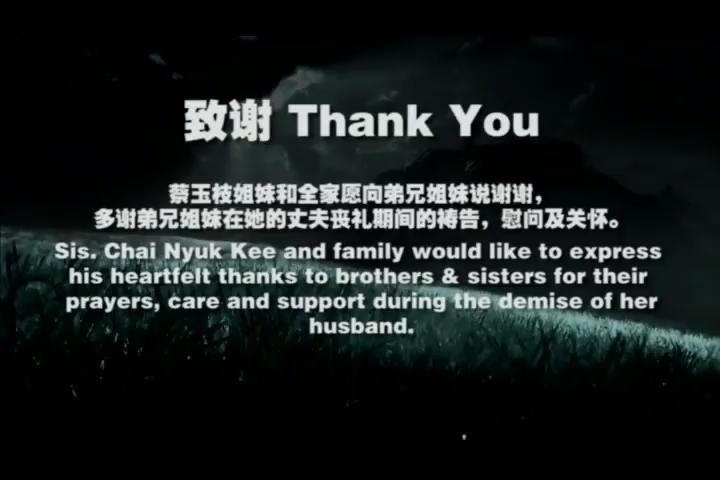 致谢 Thank You
蔡玉枝姐妹和全家愿向弟兄姐妹说谢谢，
多谢弟兄姐妹在她的丈夫丧礼期间的祷告，慰问及关怀。
Sis. Chai Nyuk Kee and family would like to express
his heartfelt thanks to brothers & sisters for their
prayers, care and support during the demise of her
husband.